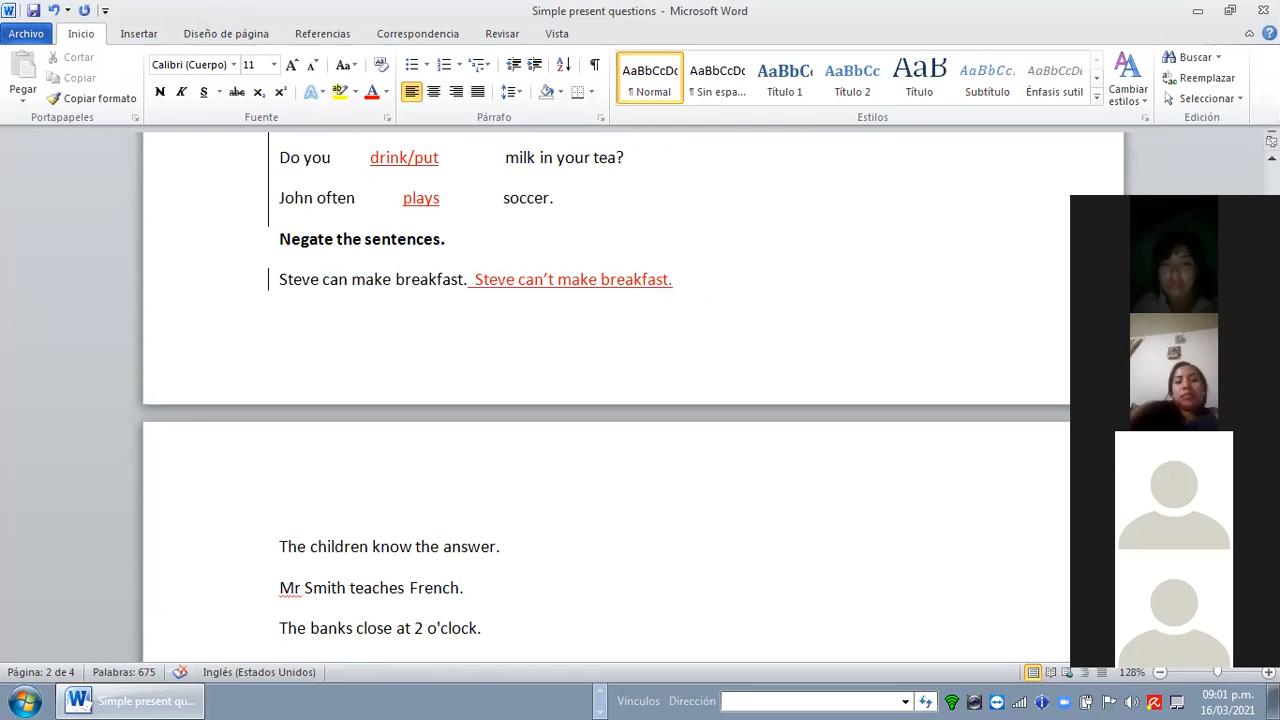 Simple present questions - Microsoft Word
Archivo Inicio Insertar Diseño de página Referencias Correspondencia Revisar Vista
Pegar
Cortar
Copiar
Copiar formato
Portapapeles
Calibri (Cuerpo) 11
Fuente
Párrafo
AaBbCcDc AaBbCcDc AaBbC AaBbCc AaB AaBbCc. AaBbCcDc
¶ Normal ¶ Sin espa... Título 1 Título 2 Título Subtítulo Énfasis sutil
Estilos
Cambiar estilos
Buscar
Reemplazar
Seleccionar
Edición
Do you drink/put milk in your tea?
John often plays soccer.
Negate the sentences.
Steve can make breakfast. Steve can't make breakfast.
The children know the answer.
Mr Smith teaches French.
The banks close at 2 o'clock.
Página: 2 de 4 Palabras: 675 Inglés (Estados Unidos) 128%
Simple present qu... Vínculos Dirección 09:01 p.m.
16/03/2021